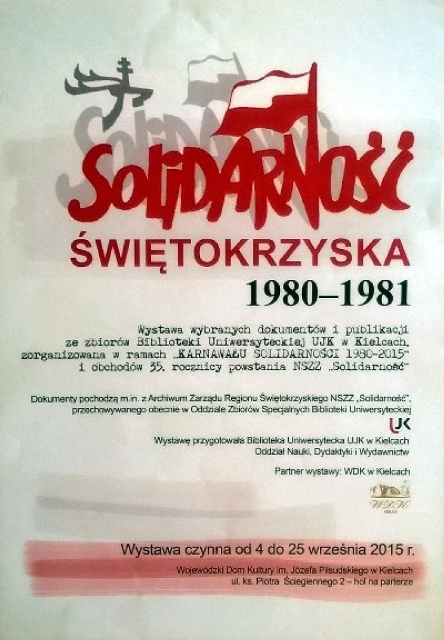 SOLIDARNOŚĆ
ŚWIĘTOKRZYSKA
1980–1981
Wystawa wybranych dokumentów i publikacji
ze zbiorów Biblioteki Uniwersyteckiej UJK w Kielcach,
zorganizowana w ramach „KARNAWAŁU SOLIDARNOŚCI 1980-2015”
i obchodów 35. rocznicy powstania NSZZ „Solidarność”
Dokumenty pochodzą m.in. z Archiwum Zarządu Regionu Świętokrzyskiego NSZZ „Solidarność”,
przechowywanego obecnie w Oddziale Zbiorów Specjalnych Biblioteki Uniwersyteckiej
UJK
Wystawę przygotowała Biblioteka Uniwersytecka UJK w Kielcach
Oddział Nauki, Dydaktyki i Wydawnictw
Partner wystawy: WDK w Kielcach
WDK
Wystawa czynna od 4 do 25 września 2015 r.
Wojewódzki Dom Kultury im. Józefa Piłsudskiego w Kielcach
ul. ks. Piotra Ściegiennego 2 – hol na parterze